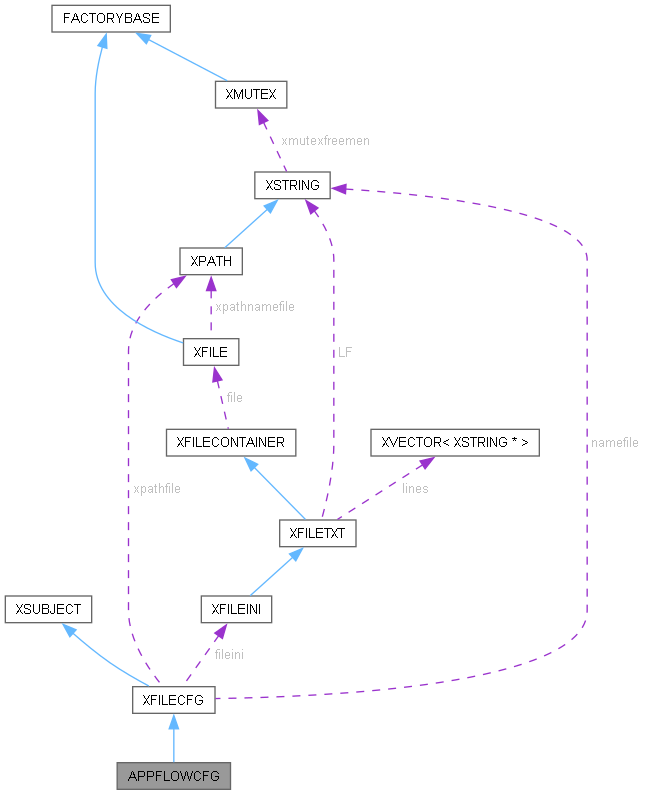 FACTORYBASE
XMUTEX
xmutexfreemen
XSTRING
XPATH
xpathnamefile
XFILE
LF
file
XFILECONTAINER
XVECTOR< XSTRING * >
namefile
xpathfile
lines
XFILETXT
XSUBJECT
XFILEINI
fileini
XFILECFG
APPFLOWCFG